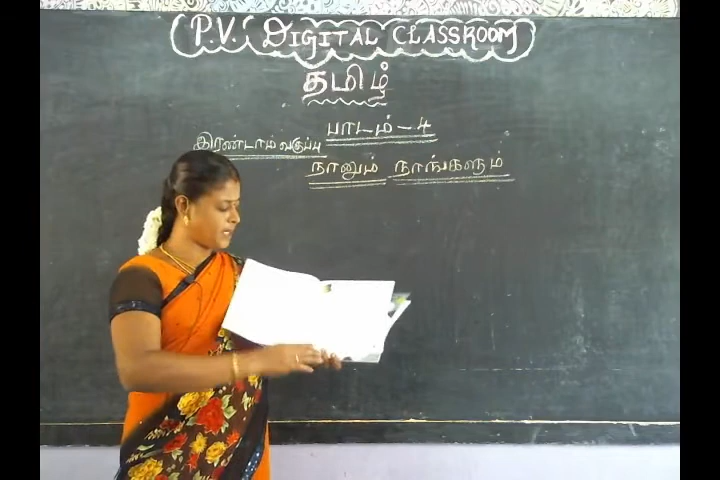 P.V. DIGITAL CLASSROOM
தமிழ்
பாடம் - 4
இரண்டாம் வகுப்பு
நானும் நாங்களும்